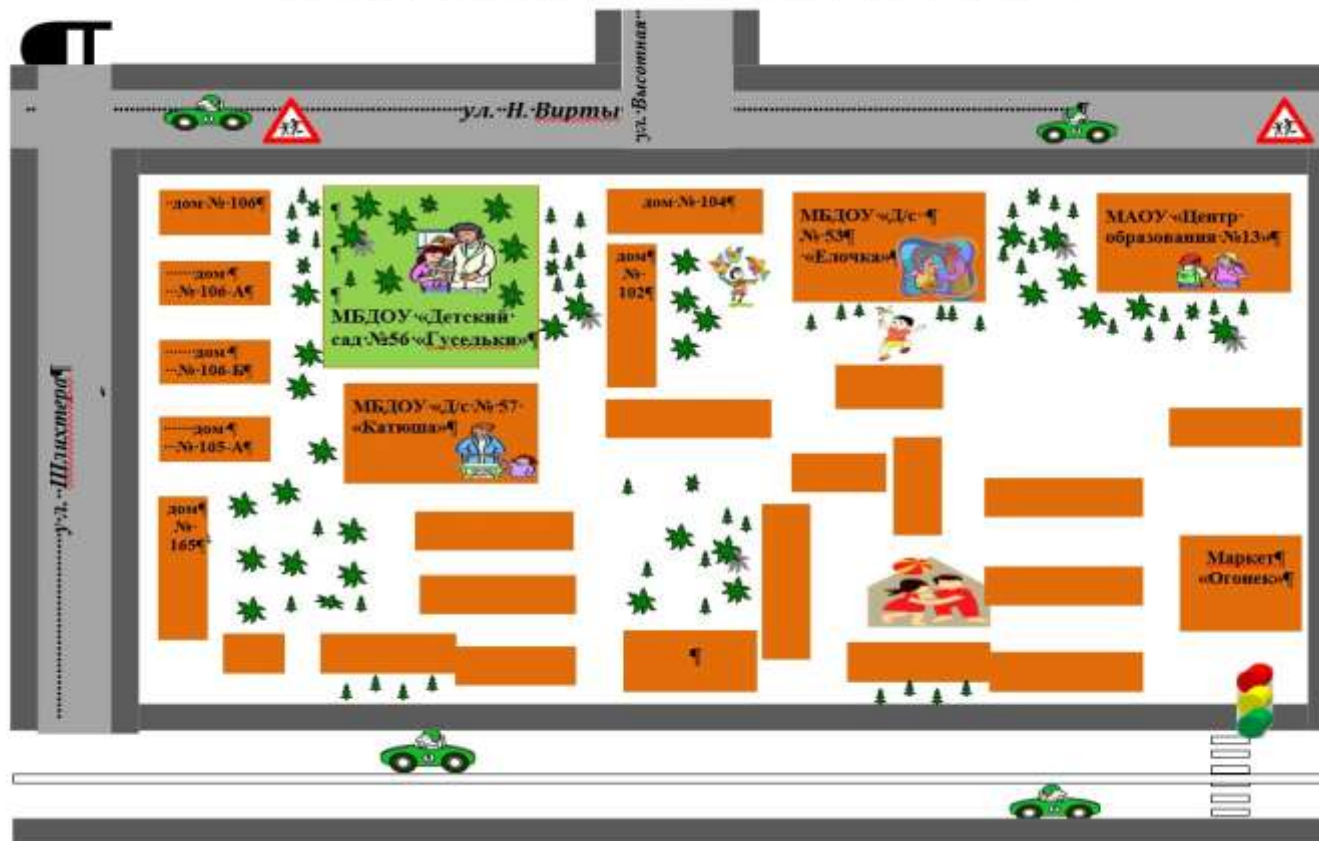 ¶
ул. Н. Вирты
ул. Высотная
ул. Шлихтера
дом № 106¶
дом¶
№ 106-А¶
дом¶
№ 106-Б¶
дом¶
№ 105-А¶
дом¶
№
165¶
¶
¶
¶
МБДОУ «Детский
сад №56 «Гусельки»¶
МБДОУ «Д/с № 57
«Катюша»¶
дом № 104¶
дом¶
№
102¶
МБДОУ «Д/с ¶
№ 53¶
«Елочка»¶
МАОУ «Центр
образования №13»¶
Маркет¶
«Огонек»¶
¶